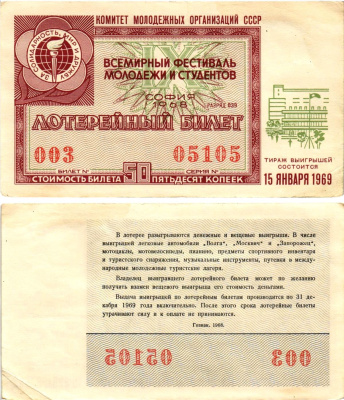 КОМИТЕТ МОЛОДЕЖНЫХ ОРГАНИЗАЦИЙ СССР
ЗА СОЛИДАРНОСТЬ, МИР И ДРУЖБУ
IX
ВСЕМИРНЫЙ ФЕСТИВАЛЬ
МОЛОДЕЖИ И СТУДЕНТОВ
СОФИЯ
1968
РАЗРЯД
ЛОТЕРЕЙНЫЙ БИЛЕТ
003 05105
БИЛЕТ № СЕРИЯ №
СТОИМОСТЬ БИЛЕТА 50 ПЯТЬДЕСЯТ КОПЕЕК
ТИРАЖ ВЫИГРЫШЕЙ
СОСТОИТСЯ
15 ЯНВАРЯ 1969
В лотерее разыгрываются денежные и вещевые выигрыши. В числе
выигрышей легковые автомобили „Волга", „Москвич" и „Запорожец",
мотоциклы, мотовелосипеды, пианино, предметы спортивного инвентаря
и туристского снаряжения, музыкальные инструменты, путевки в между-
народные молодежные туристские лагеря.
Владелец выигравшего лотерейного билета может по желанию
получить взамен вещевого выигрыша его стоимость деньгами.
Выдача выигрышей по лотерейным билетам производится по 31 де-
кабря 1969 года включительно. После этого срока лотерейные билеты
утрачивают силу и к оплате не принимаются.
Гознак. 1968.
05105 003